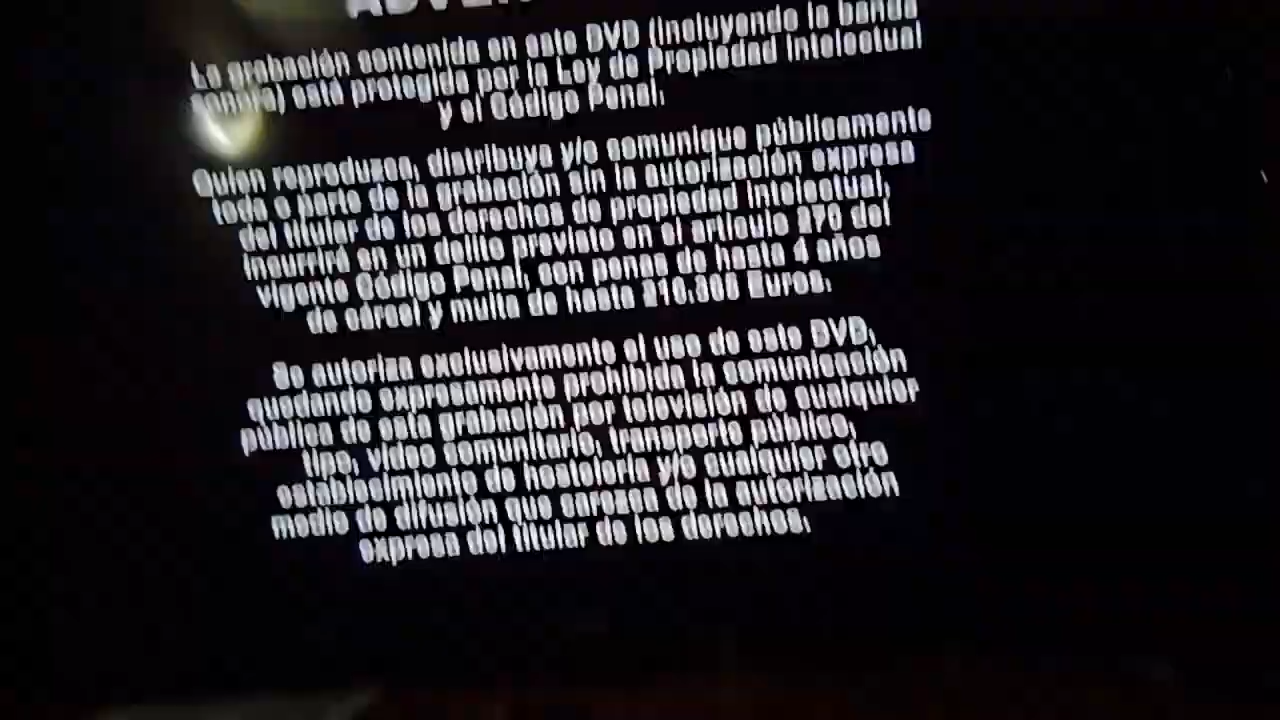 ADVER
La grabación contenida en este DVD (incluyendo la banda
sonora) está protegida por la Ley de Propiedad Intelectual
y el Código Penal.
Quien reproduzca, distribuya y/o comunique públicamente
toda o parte de la grabación sin la autorización expresa
del titular de los derechos de propiedad intelectual,
incurrirá en un delito previsto en el artículo 270 del
vigente Código Penal, con penas de hasta 4 años
de cárcel y multa de hasta Euros.
Se autoriza exclusivamente el uso de este DVD,
quedando expresamente prohibida la comunicación
pública de esta grabación por televisión de cualquier
tipo, vídeo comunitario, transporte público,
establecimiento de hostelería y/o cualquier otro
medio de difusión que carezca de la autorización
expresa del titular de los derechos.